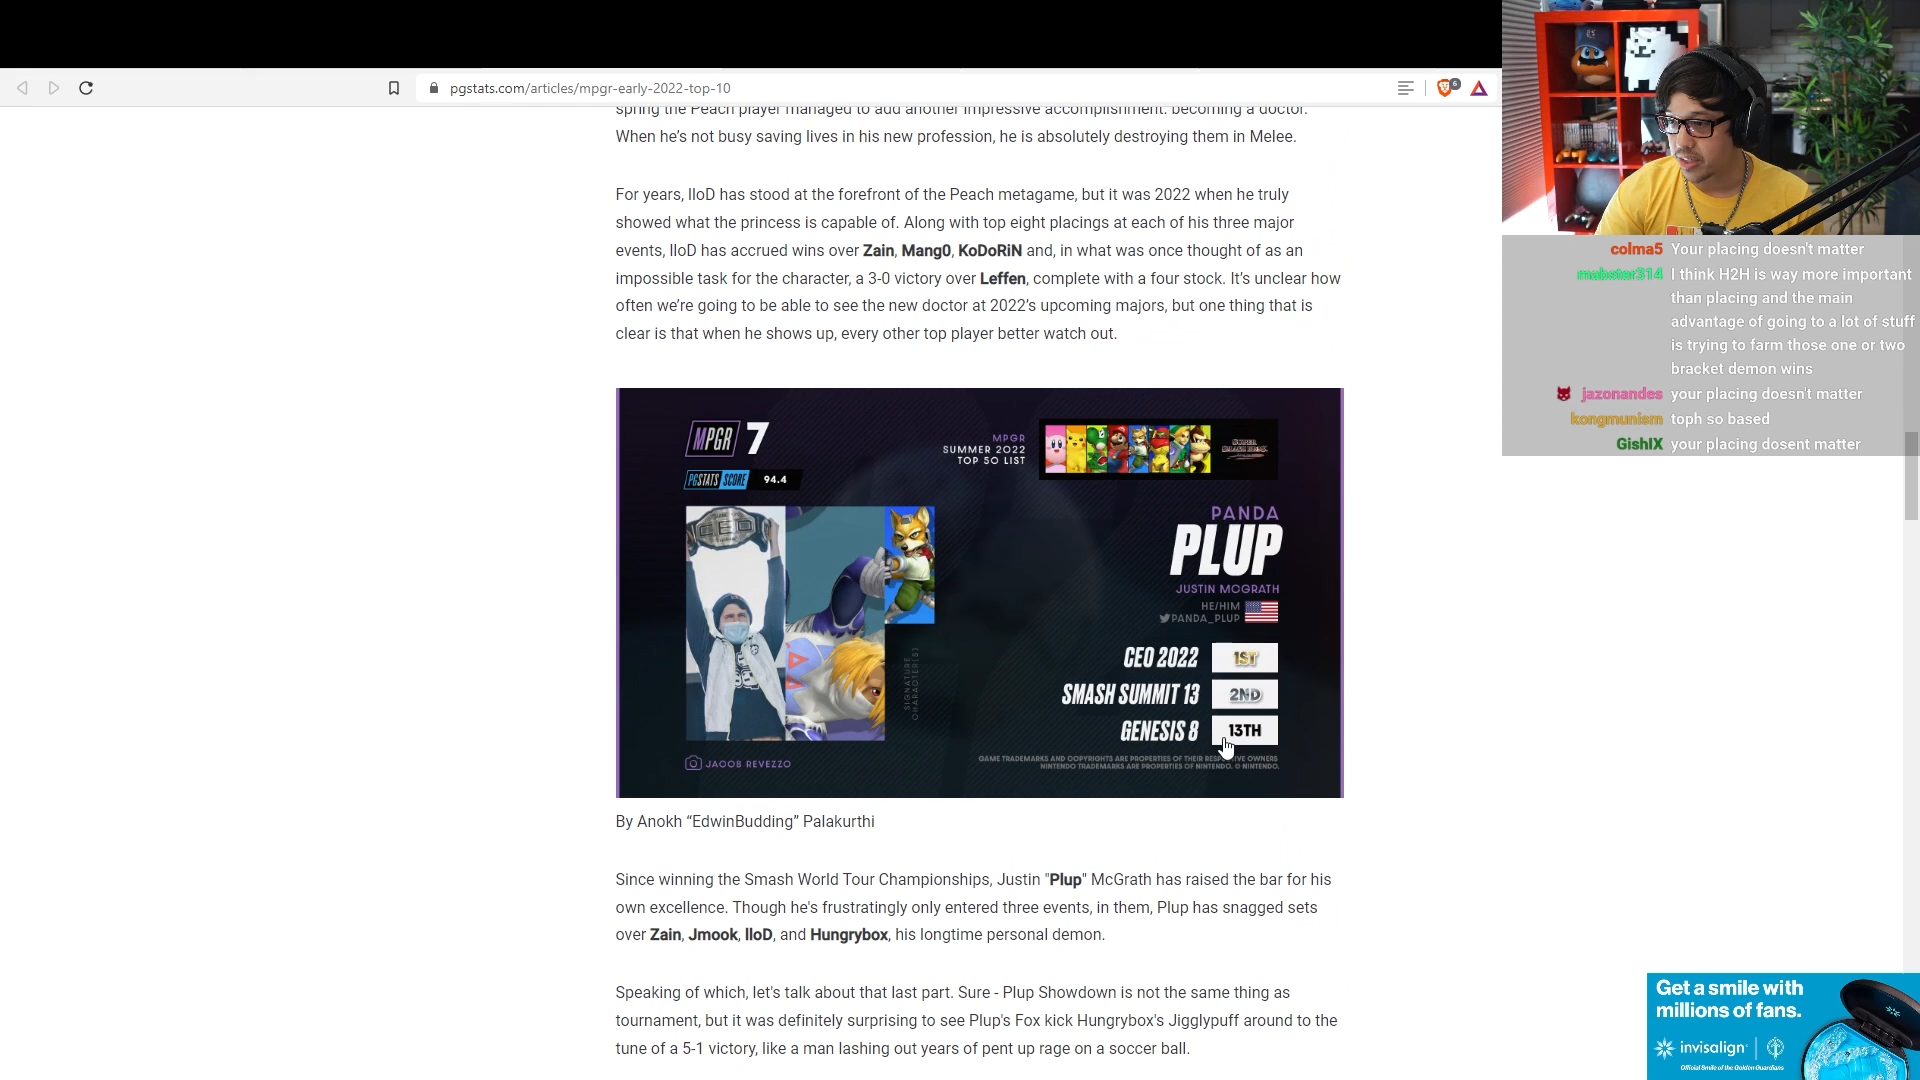 pgstats.com/articles/mpgr-early-2022-top-10
6
spring the Peach player managed to add another impressive accomplishment: becoming a doctor.
When he’s not busy saving lives in his new profession, he is absolutely destroying them in Melee.
For years, lloD has stood at the forefront of the Peach metagame, but it was 2022 when he truly
showed what the princess is capable of. Along with top eight placings at each of his three major
events, lloD has accrued wins over Zain, Mang0, KoDoRiN and, in what was once thought of as an
impossible task for the character, a 3-0 victory over Leffen, complete with a four stock. It’s unclear how
often we’re going to be able to see the new doctor at 2022’s upcoming majors, but one thing that is
clear is that when he shows up, every other top player better watch out.
MPGR 7
PGSTATS SCORE 94.4
MPGR
SUMMER 2022
TOP 50 LIST
CEO
PANDA
PLUP
JUSTIN MCGRATH
HE/HIM
PANDA_PLUP
SIGNATURE
CHARACTER(S)
CEO 2022 1ST
SMASH SUMMIT 13 2ND
GENESIS 8 13TH
JACOB REVEZZO
GAME TRADEMARKS AND COPYRIGHTS ARE PROPERTIES OF THEIR RESPECTIVE OWNERS
NINTENDO TRADEMARKS ARE PROPERTIES OF NINTENDO. © NINTENDO.
By Anokh “EdwinBudding” Palakurthi
Since winning the Smash World Tour Championships, Justin "Plup" McGrath has raised the bar for his
own excellence. Though he's frustratingly only entered three events, in them, Plup has snagged sets
over Zain, Jmook, lloD, and Hungrybox, his longtime personal demon.
Speaking of which, let's talk about that last part. Sure - Plup Showdown is not the same thing as
tournament, but it was definitely surprising to see Plup's Fox kick Hungrybox's Jigglypuff around to the
tune of a 5-1 victory, like a man lashing out years of pent up rage on a soccer ball.
colma5 Your placing doesn't matter
mabster314 I think H2H is way more important
than placing and the main
advantage of going to a lot of stuff
is trying to farm those one or two
bracket demon wins
jazonandes your placing doesn't matter
kongmunism toph so based
GishIX your placing dosent matter
Get a smile with
millions of fans.
invisalign
Official Smile of the Golden Guardians